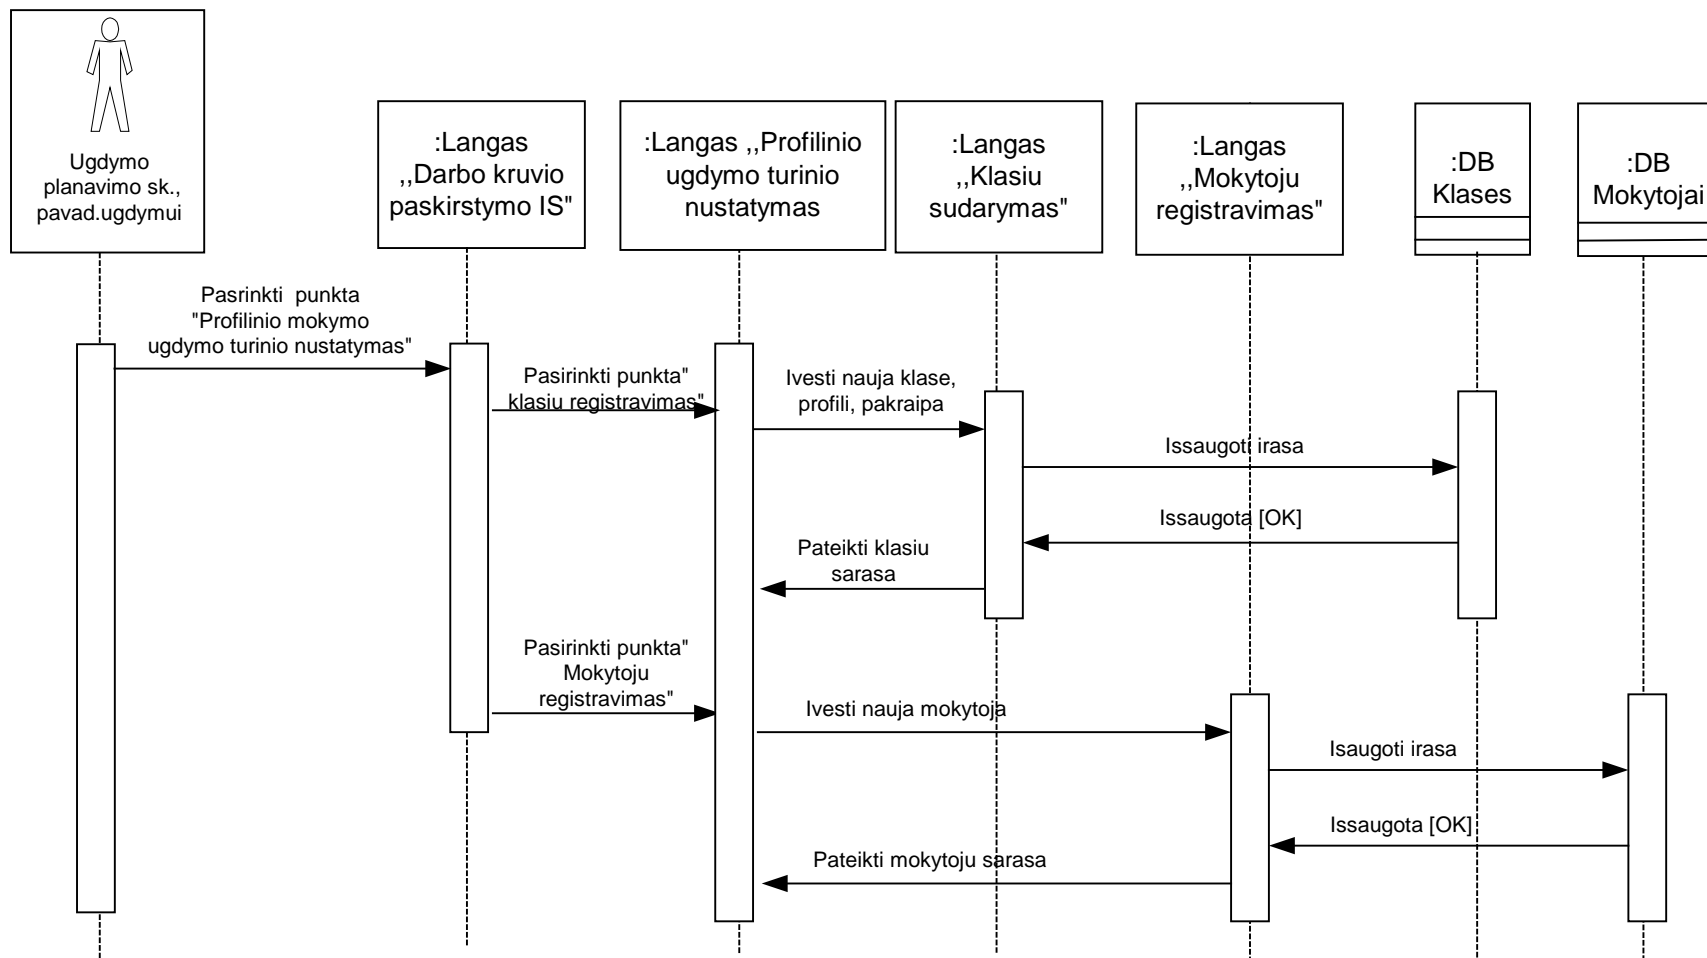 Ugdymo
planavimo sk.,
pavad.ugdymui
:Langas
,,Darbo kruvio
paskirstymo IS"
:Langas ,,Profilinio
ugdymo turinio
nustatymas
:Langas
,,Klasiu
sudarymas"
:Langas
,,Mokytoju
registravimas"
:DB
Klases
:DB
Mokytojai
Pasrinkti punkta
"Profilinio mokymo
ugdymo turinio nustatymas"
Pasirinkti punkta"
klasiu registravimas"
Ivesti nauja klase,
profili, pakraipa
Issaugoti irasa
Issaugota [OK]
Pateikti klasiu
sarasa
Pasirinkti punkta"
Mokytoju
registravimas"
Ivesti nauja mokytoja
Isaugoti irasa
Issaugota [OK]
Pateikti mokytoju sarasa